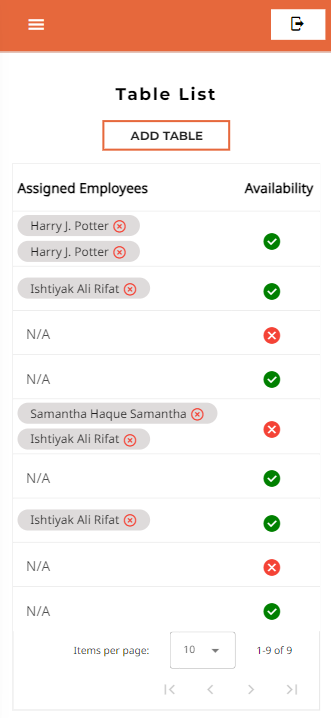 Table List
ADD TABLE
Assigned Employees Availability
Harry J. Potter
Harry J. Potter
Ishtiyak Ali Rifat
N/A
N/A
Samantha Haque Samantha
Ishtiyak Ali Rifat
N/A
Ishtiyak Ali Rifat
N/A
N/A
Items per page: 10 1-9 of 9